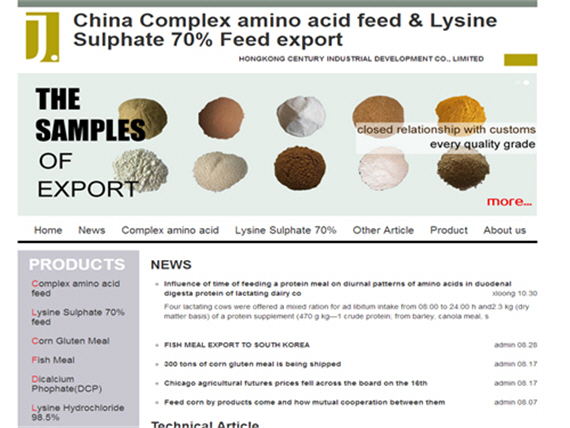 J.
China Complex amino acid feed & Lysine
Sulphate 70% Feed export
HONGKONG CENTURY INDUSTRIAL DEVELOPMENT CO., LIMITED
THE
SAMPLES
OF
EXPORT
closed relationship with customs
every quality grade
more...
Home News Complex amino acid Lysine Sulphate 70% Other Article Product About us
PRODUCTS
Complex amino acid
feed
Lysine Sulphate 70%
feed
Corn Gluten Meal
Fish Meal
Dicalcium
Phophate(DCP)
Lysine Hydrochloride
98.5%
NEWS
Influence of time of feeding a protein meal on diurnal patterns of amino acids in duodenal
digesta protein of lactating dairy co xloong 10.30
Four lactating cows were offered a mixed ration for ad libitum intake from 08.00 to 24.00 h and2.3 kg (dry
matter basis) of a protein supplement (470 g kg—1 crude protein; from barley, canola meal, s
FISH MEAL EXPORT TO SOUTH KOREA admin 08.28
300 tons of corn gluten meal is being shipped admin 08.17
Chicago agricultural futures prices fell across the board on the 16th admin 08.17
Feed corn by products come and how mutual cooperation between them admin 08.07
Technical Article